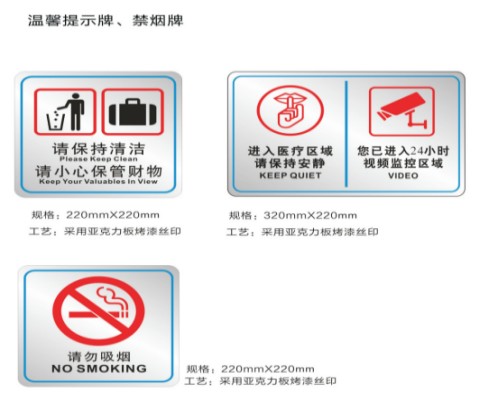 温馨提示牌、禁烟牌
请保持清洁
Please Keep Clean
请小心保管财物
Keep Your Valuables In View
进入医疗区域
请保持安静
KEEP QUIET
您已进入24小时
视频监控区域
VIDEO
规格：220mmX220mm
工艺：采用亚克力板烤漆丝印
规格：320mmX220mm
工艺：采用亚克力板烤漆丝印
请勿吸烟
NO SMOKING
规格：220mmX220mm
工艺：采用亚克力板烤漆丝印